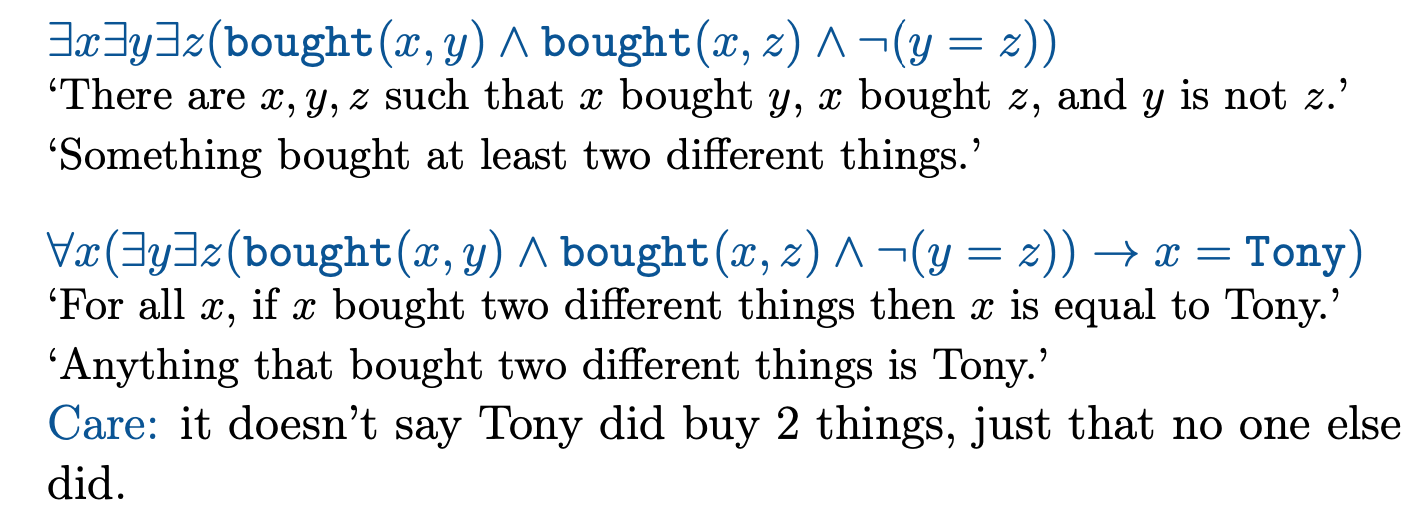 ∃x∃y∃z(bought(x, y) ∧ bought(x, z) ∧ ¬(y = z))
‘There are x, y, z such that x bought y, x bought z, and y is not z.’
‘Something bought at least two different things.’
∀x(∃y∃z(bought(x, y) ∧ bought(x, z) ∧ ¬(y = z)) → x = Tony)
‘For all x, if x bought two different things then x is equal to Tony.’
‘Anything that bought two different things is Tony.’
Care: it doesn’t say Tony did buy 2 things, just that no one else
did.